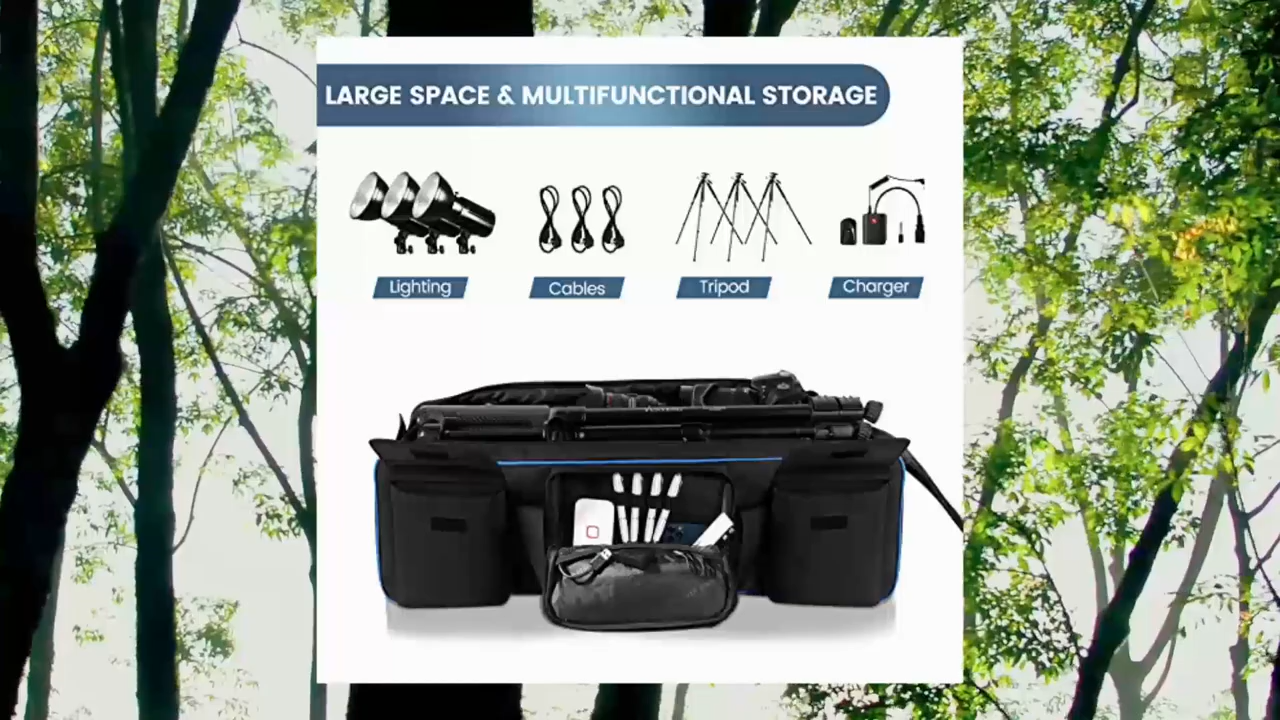 LARGE SPACE & MULTIFUNCTIONAL STORAGE
Lighting
Cables
Tripod
Charger